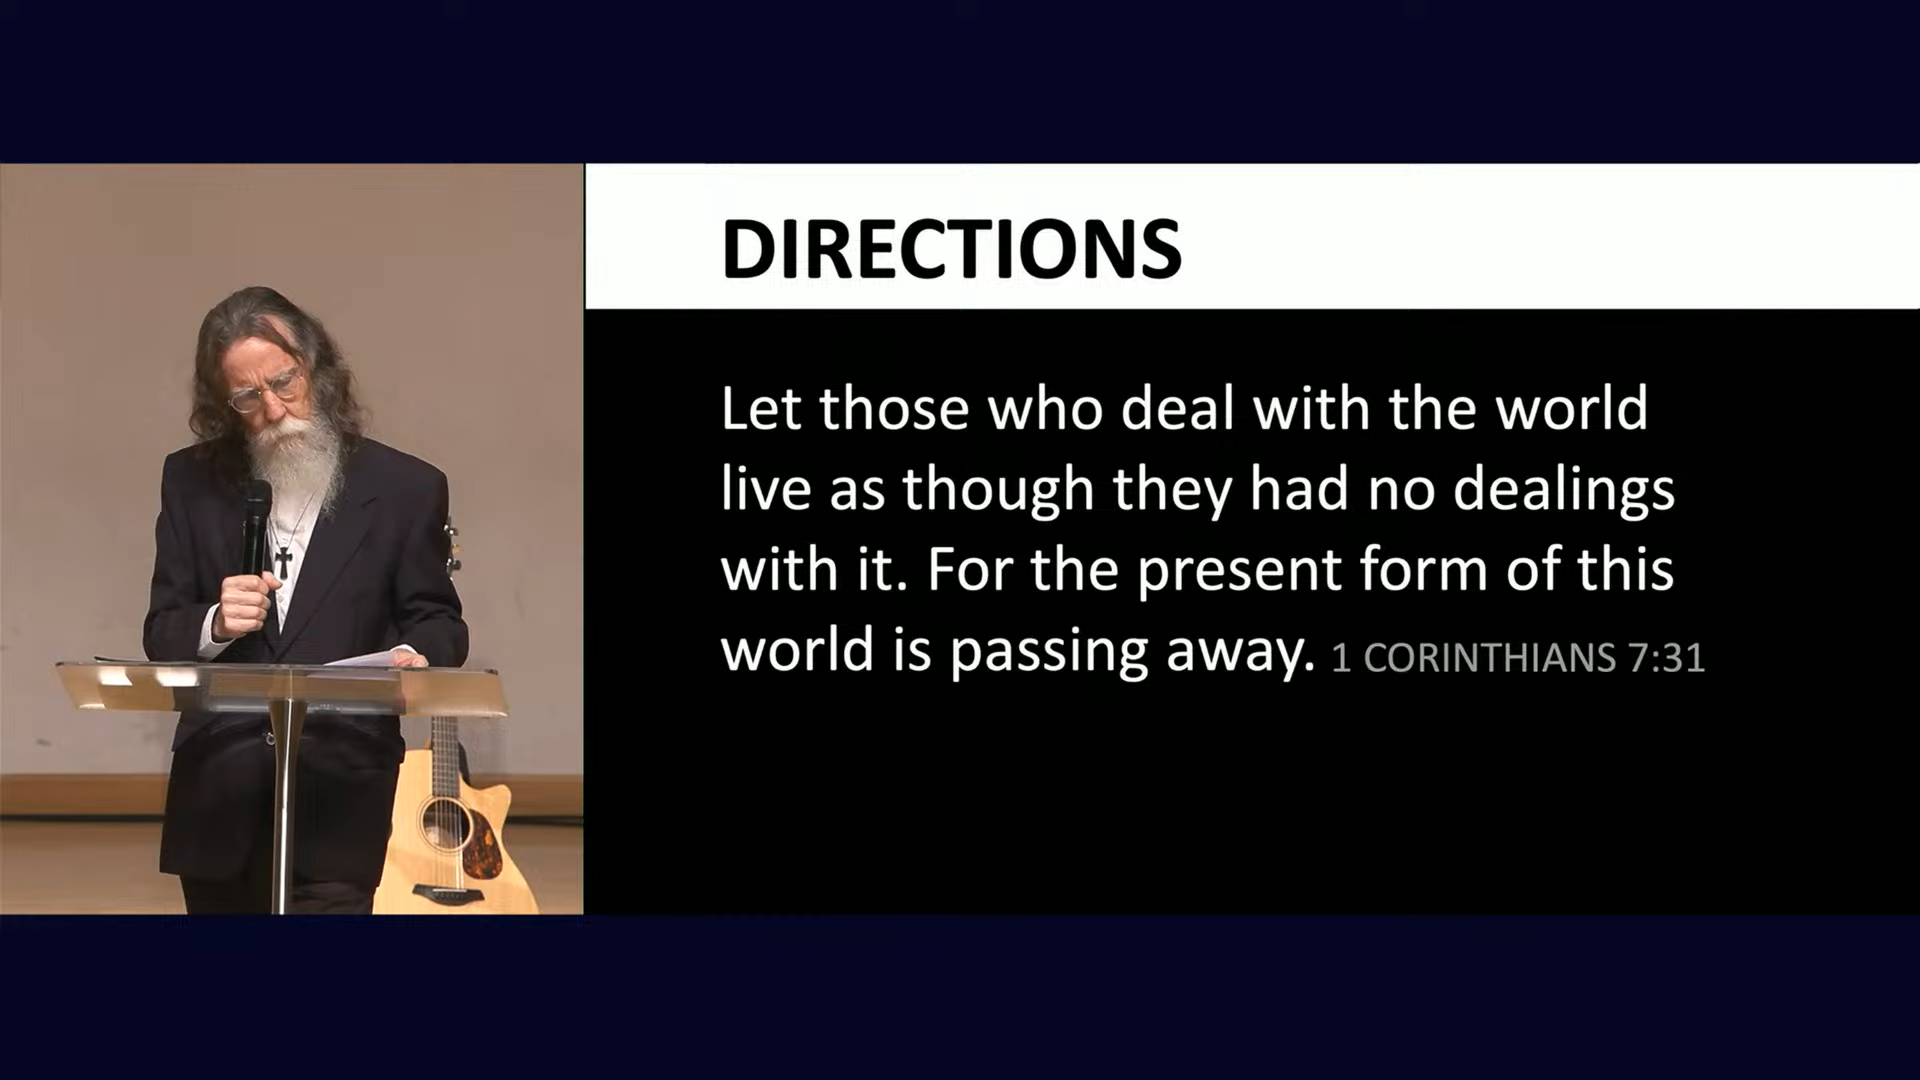 DIRECTIONS
Let those who deal with the world
live as though they had no dealings
with it. For the present form of this
world is passing away. 1 CORINTHIANS 7:31